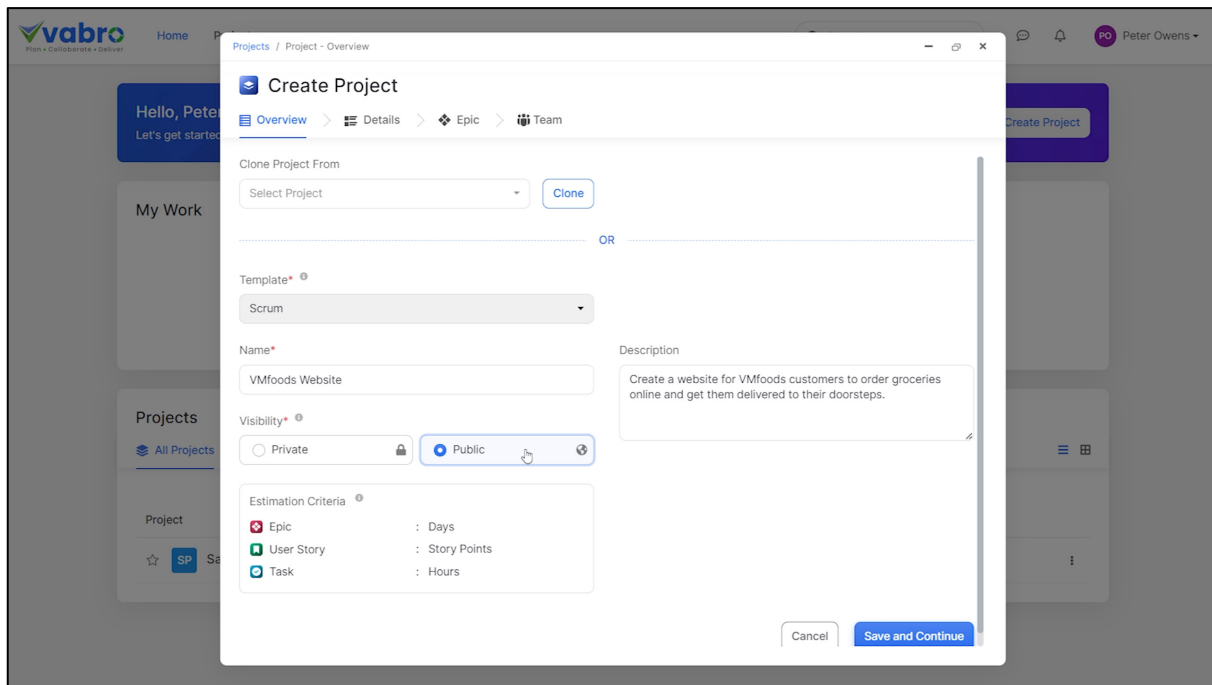 vabro
Plan • Collaborate • Deliver
Home
PO
Peter Owens
Hello, Peter
Let's get started
Create Project
My Work
Projects
All Projects
Project
SP
Projects / Project - Overview
Create Project
Overview
Details
Epic
Team
Clone Project From
Select Project
Clone
OR
Template*
Scrum
Name*
VMfoods Website
Description
Create a website for VMfoods customers to order groceries
online and get them delivered to their doorsteps.
Visibility*
Private
Public
Estimation Criteria
Epic : Days
User Story : Story Points
Task : Hours
Cancel
Save and Continue